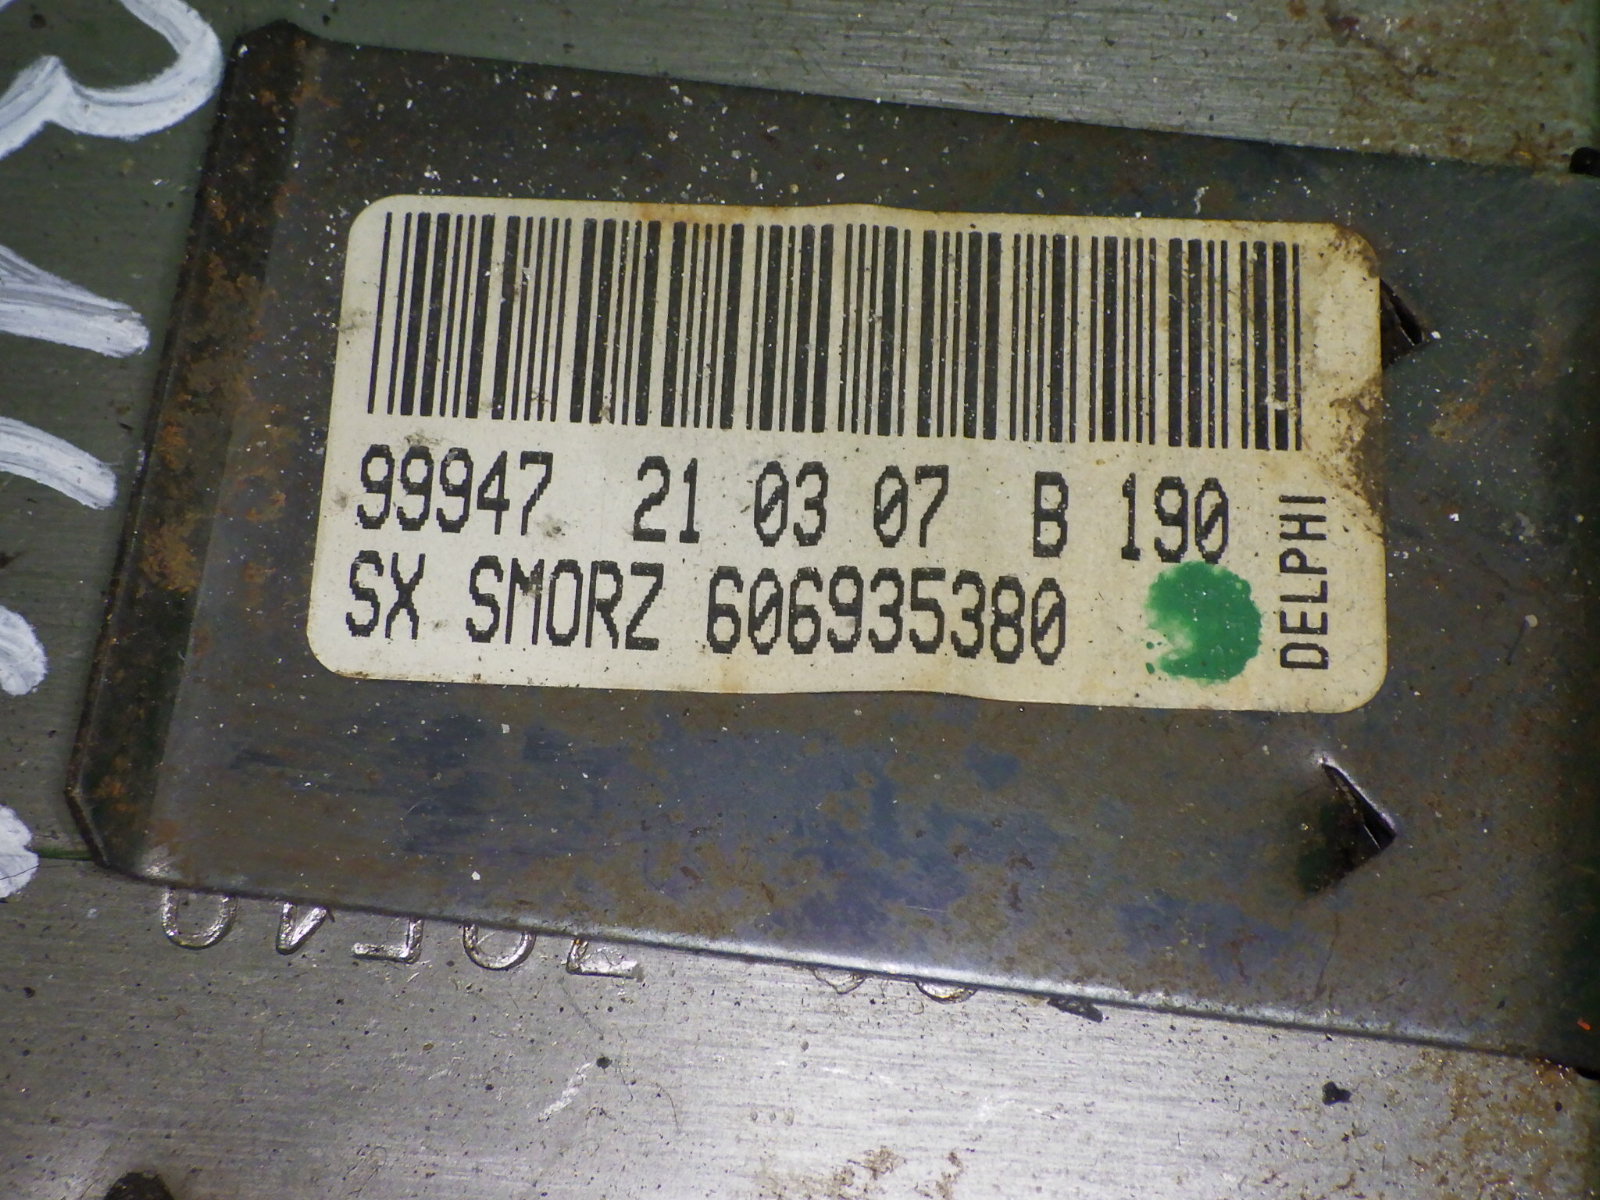 99947 21 03 07 B 190
SX SMORZ 606935380
DELPHI